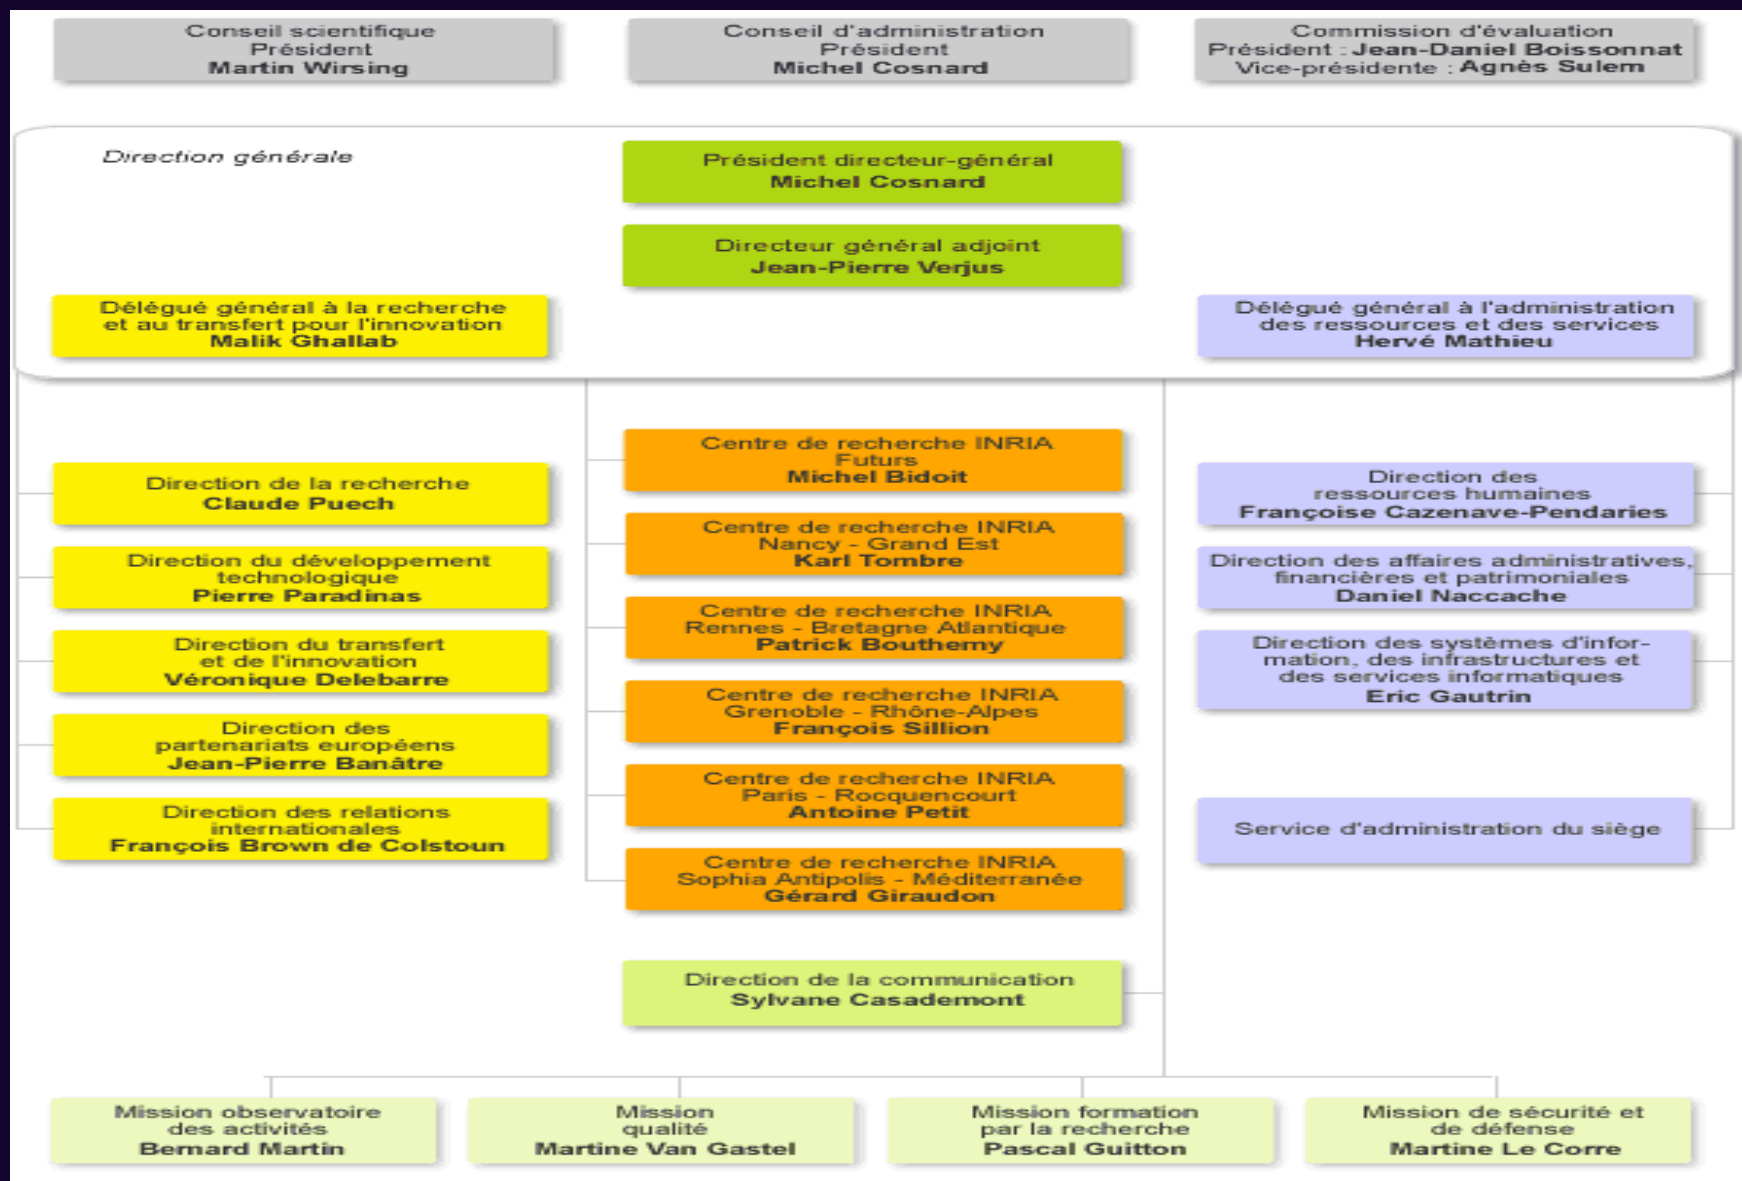 Conseil scientifique
Président
Martin Wirsing
Conseil d'administration
Président
Michel Cosnard
Commission d'évaluation
Président : Jean-Daniel Boissonnat
Vice-présidente : Agnès Sulem
Direction générale
Président directeur-général
Michel Cosnard
Directeur général adjoint
Jean-Pierre Verjus
Délégué général à la recherche
et au transfert pour l'innovation
Malik Ghallab
Délégué général à l'administration
des ressources et des services
Hervé Mathieu
Direction de la recherche
Claude Puech
Direction du développement
technologique
Pierre Paradinas
Direction du transfert
et de l'innovation
Véronique Delebarre
Direction des
partenariats européens
Jean-Pierre Banâtre
Direction des relations
internationales
François Brown de Colstoun
Centre de recherche INRIA
Futurs
Michel Bidoit
Centre de recherche INRIA
Nancy - Grand Est
Karl Tombre
Centre de recherche INRIA
Rennes - Bretagne Atlantique
Patrick Bouthemy
Centre de recherche INRIA
Grenoble - Rhône-Alpes
François Sillion
Centre de recherche INRIA
Paris - Rocquencourt
Antoine Petit
Centre de recherche INRIA
Sophia Antipolis - Méditerranée
Gérard Giraudon
Direction des
ressources humaines
Françoise Cazenave-Pendaries
Direction des affaires administratives,
financières et patrimoniales
Daniel Naccache
Direction des systèmes d'infor-
mation, des infrastructures et
des services informatiques
Eric Gautrin
Service d'administration du siège
Direction de la communication
Sylvane Casademont
Mission observatoire
des activités
Bernard Martin
Mission
qualité
Martine Van Gastel
Mission formation
par la recherche
Pascal Guitton
Mission de sécurité et
de défense
Martine Le Corre